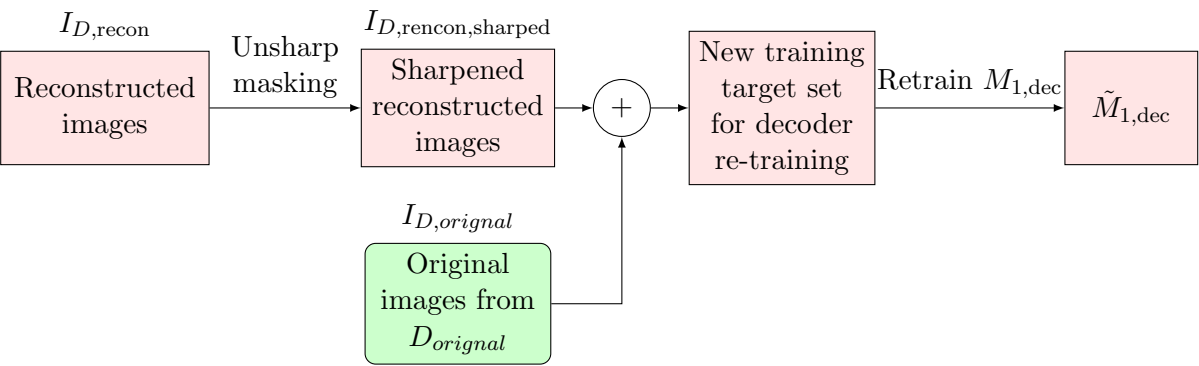 I_{D,recon}
Reconstructed
images
Unsharp
masking
I_{D,rencon,sharped}
Sharpened
reconstructed
images
+
New training
target set
for decoder
re-training
Retrain M_{1,dec}
M̃_{1,dec}
I_{D,orignal}
Original
images from
D_{orignal}